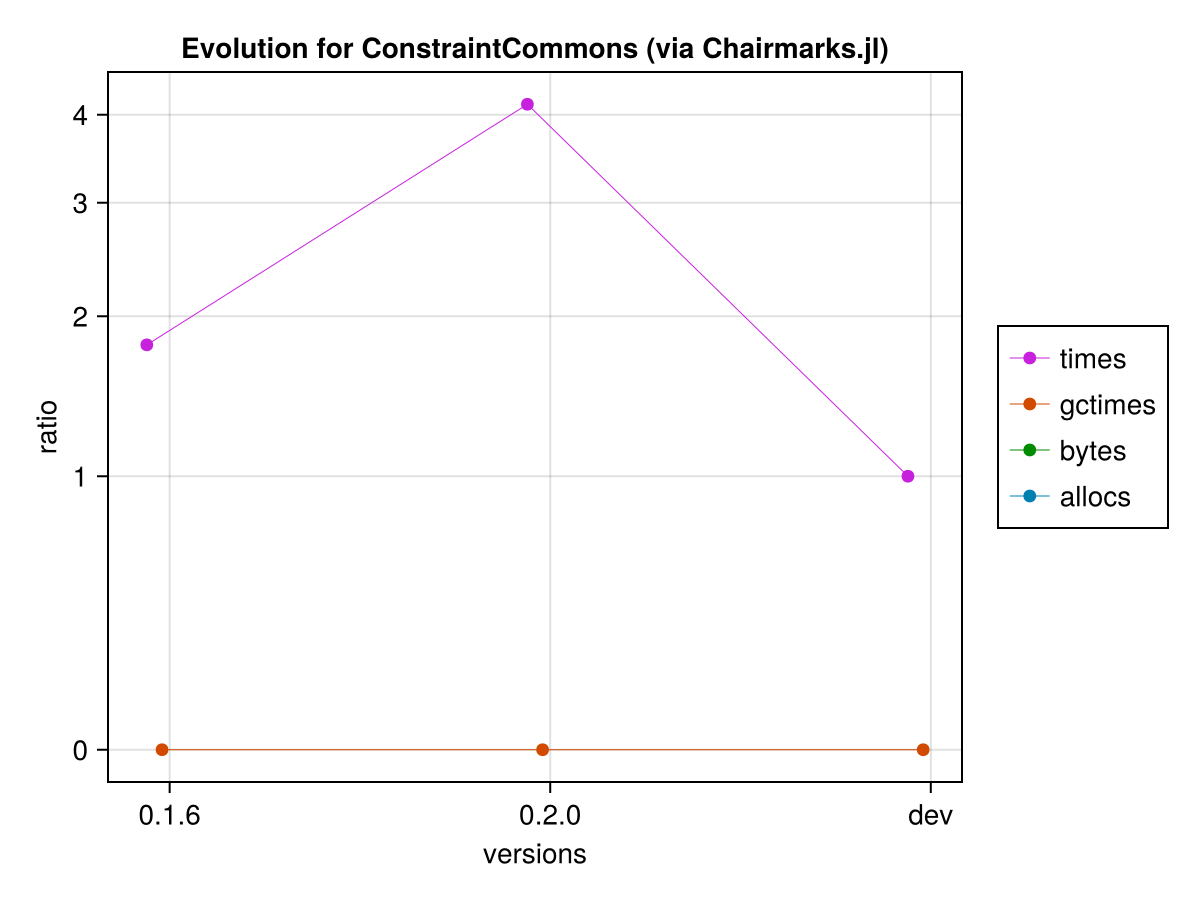 Evolution for ConstraintCommons (via Chairmarks.jl)
4
3
2
1
0
ratio
0.1.6
0.2.0
dev
versions
times
gctimes
bytes
allocs